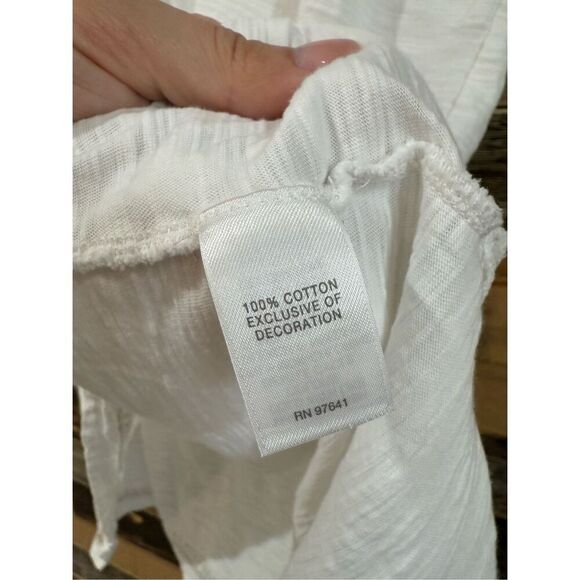 100% COTTON
EXCLUSIVE OF
DECORATION
RN 97641